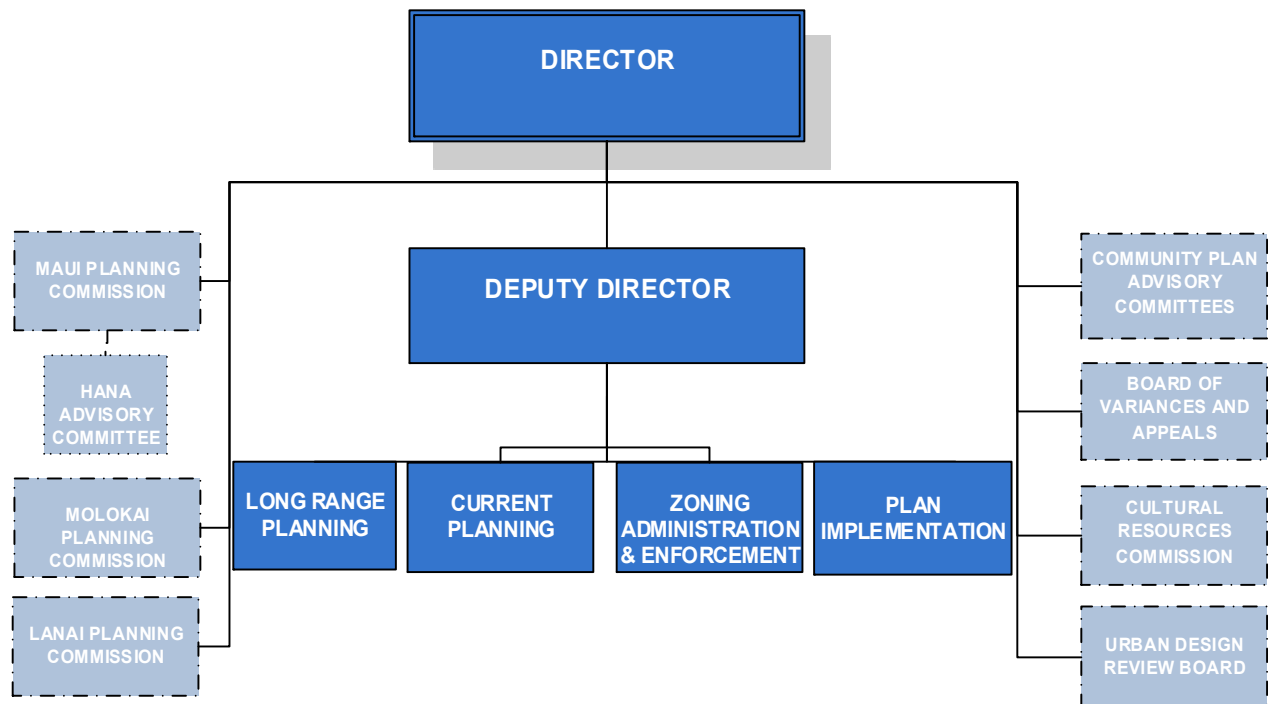 DIRECTOR
DEPUTY DIRECTOR
MAUI PLANNING
COMMISSION
HANA
ADVISORY
COMMITTEE
MOLOKAI
PLANNING
COMMISSION
LANAI PLANNING
COMMISSION
LONG RANGE
PLANNING
CURRENT
PLANNING
ZONING
ADMINISTRATION
& ENFORCEMENT
PLAN
IMPLEMENTATION
COMMUNITY PLAN
ADVISORY
COMMITTEES
BOARD OF
VARIANCES AND
APPEALS
CULTURAL
RESOURCES
COMMISSION
URBAN DESIGN
REVIEW BOARD